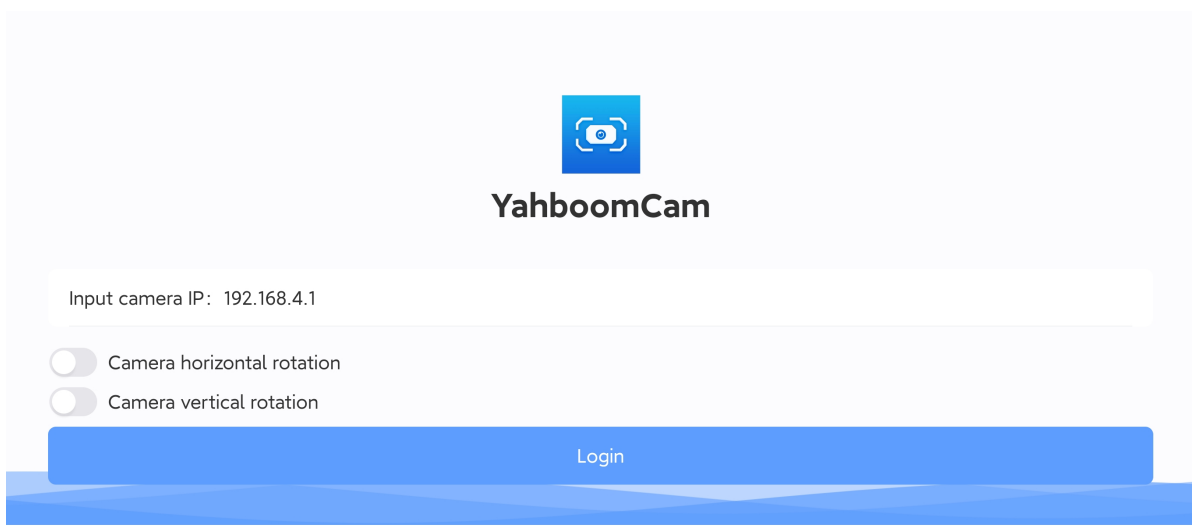 YahboomCam
Input camera IP: 192.168.4.1
Camera horizontal rotation
Camera vertical rotation
Login